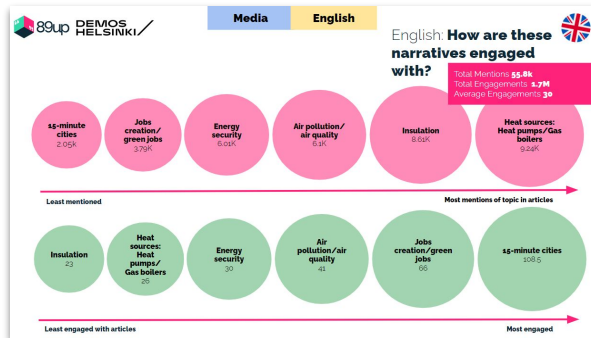 89up DEMOS
HELSINKI
Media
English
English: How are these
narratives engaged
with?
Total Mentions 55.8k
Total Engagements 1.7M
Average Engagements 30
15-minute
cities
2.05k
Jobs
creation/
green jobs
3.79K
Energy
security
6.01K
Air pollution/
air quality
6.1K
Insulation
8.61K
Heat sources:
Heat pumps/Gas
boilers
9.24K
Least mentioned
Most mentions of topic in articles
Insulation
23
Heat
sources:
Heat
pumps/
Gas boilers
26
Energy
security
30
Air
pollution/air
quality
41
Jobs
creation/green
jobs
66
15-minute cities
108.5
Least engaged with articles
Most engaged